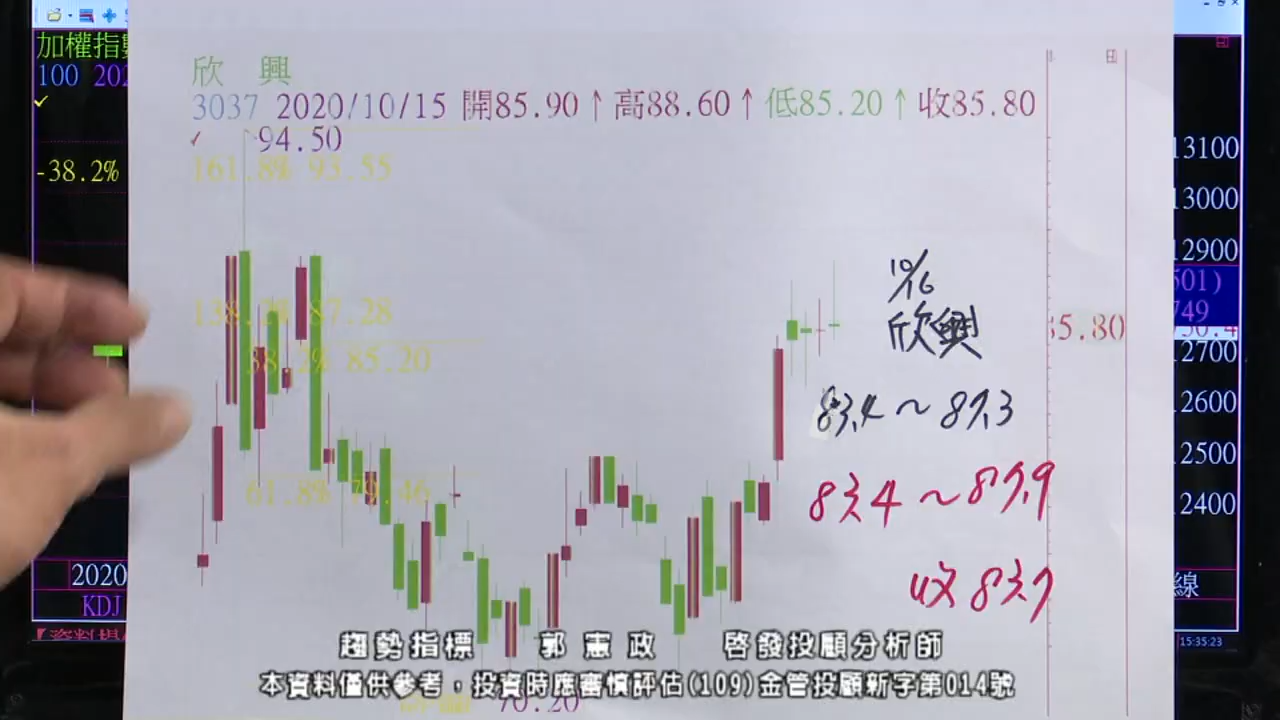 加權指
100 202
-38.2%
2020
KDJ
欣 興
3037 2020/10/15 開85.90↑高88.60↑低85.20↑收85.80
94.50
161.8% 93.55
138.2% 87.28
38.2% 85.20
61.8% 79.46
70.20
日
85.80
10/16
欣興
83.4～87.3
83.4～87.9
收83.7
13100
13000
12900
501)
749
12700
12600
12500
12400
線
15:35:23
趨勢指標 郭憲政 啓發投顧分析師
本資料僅供參考，投資時應審慎評估(109)金管投顧新字第014號